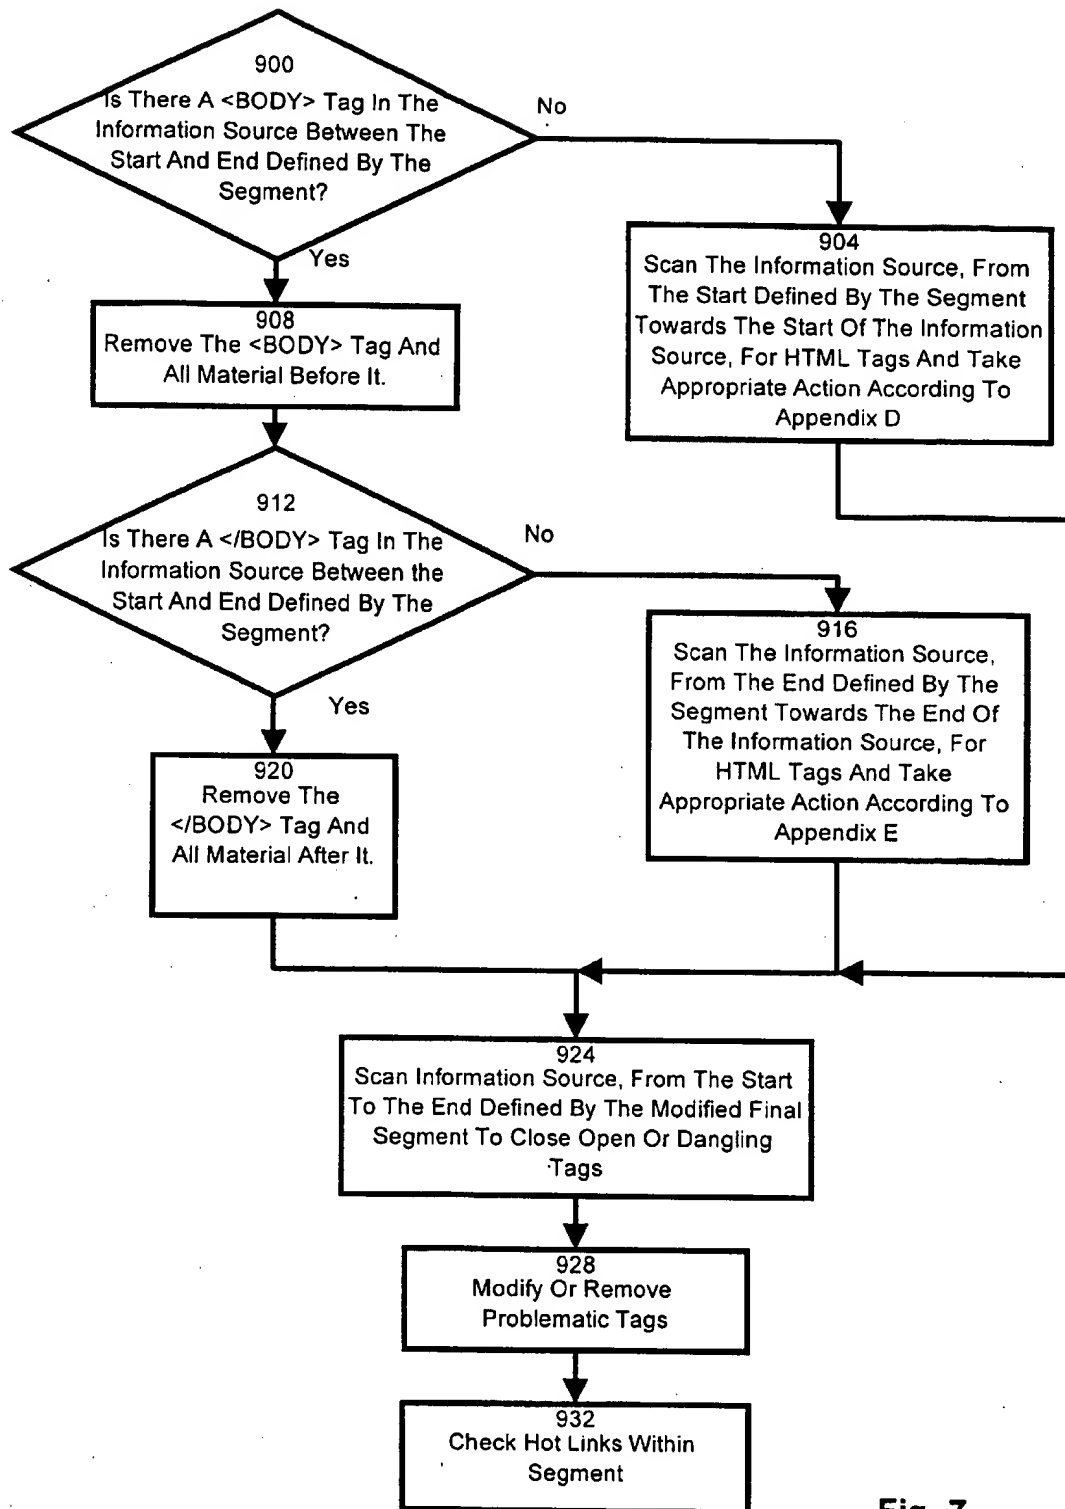 900
Is There A <BODY> Tag In The
Information Source Between The
Start And End Defined By The
Segment?
No
Yes
904
Scan The Information Source, From
The Start Defined By The Segment
Towards The Start Of The Information
Source, For HTML Tags And Take
Appropriate Action According To
Appendix D
908
Remove The <BODY> Tag And
All Material Before It.
912
Is There A </BODY> Tag In The
Information Source Between the
Start And End Defined By The
Segment?
No
Yes
916
Scan The Information Source,
From The End Defined By The
Segment Towards The End Of
The Information Source, For
HTML Tags And Take
Appropriate Action According To
Appendix E
920
Remove The
</BODY> Tag And
All Material After It.
924
Scan Information Source, From The Start
To The End Defined By The Modified Final
Segment To Close Open Or Dangling
Tags
928
Modify Or Remove
Problematic Tags
932
Check Hot Links Within
Segment
Fig. 7